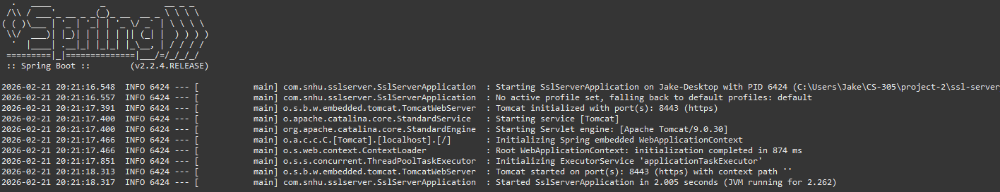 .   ____          _            __ _ _
 /\\ / ___'_ __ _ _(_)_ __  __ _ \ \ \ \
( ( )\___ | '_ | '_| | '_ \/ _` | \ \ \ \
 \\/  ___)| |_)| | | | | || (_| |  ) ) ) )
  '  |____| .__|_| |_|_| |_\__, | / / / /
 =========|_|==============|___/=/_/_/_/
 :: Spring Boot ::        (v2.2.4.RELEASE)

2026-02-21 20:21:16.548  INFO 6424 --- [           main] com.snhu.sslserver.SslServerApplication  : Starting SslServerApplication on Jake-Desktop with PID 6424 (C:\Users\Jake\CS-305\project-2\ssl-server
2026-02-21 20:21:16.557  INFO 6424 --- [           main] com.snhu.sslserver.SslServerApplication  : No active profile set, falling back to default profiles: default
2026-02-21 20:21:17.391  INFO 6424 --- [           main] o.s.b.w.embedded.tomcat.TomcatWebServer  : Tomcat initialized with port(s): 8443 (https)
2026-02-21 20:21:17.400  INFO 6424 --- [           main] o.apache.catalina.core.StandardService   : Starting service [Tomcat]
2026-02-21 20:21:17.400  INFO 6424 --- [           main] org.apache.catalina.core.StandardEngine  : Starting Servlet engine: [Apache Tomcat/9.0.30]
2026-02-21 20:21:17.466  INFO 6424 --- [           main] o.a.c.c.C.[Tomcat].[localhost].[/]       : Initializing Spring embedded WebApplicationContext
2026-02-21 20:21:17.466  INFO 6424 --- [           main] o.s.web.context.ContextLoader            : Root WebApplicationContext: initialization completed in 874 ms
2026-02-21 20:21:17.851  INFO 6424 --- [           main] o.s.s.concurrent.ThreadPoolTaskExecutor  : Initializing ExecutorService 'applicationTaskExecutor'
2026-02-21 20:21:18.313  INFO 6424 --- [           main] o.s.b.w.embedded.tomcat.TomcatWebServer  : Tomcat started on port(s): 8443 (https) with context path ''
2026-02-21 20:21:18.317  INFO 6424 --- [           main] com.snhu.sslserver.SslServerApplication  : Started SslServerApplication in 2.005 seconds (JVM running for 2.262)